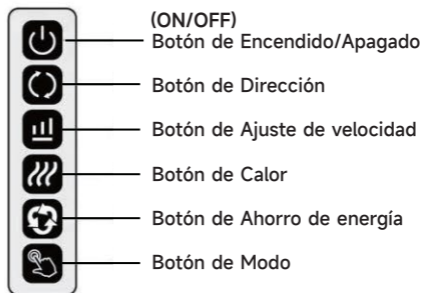 (ON/OFF)
Botón de Encendido/Apagado
Botón de Dirección
Botón de Ajuste de velocidad
Botón de Calor
Botón de Ahorro de energía
Botón de Modo